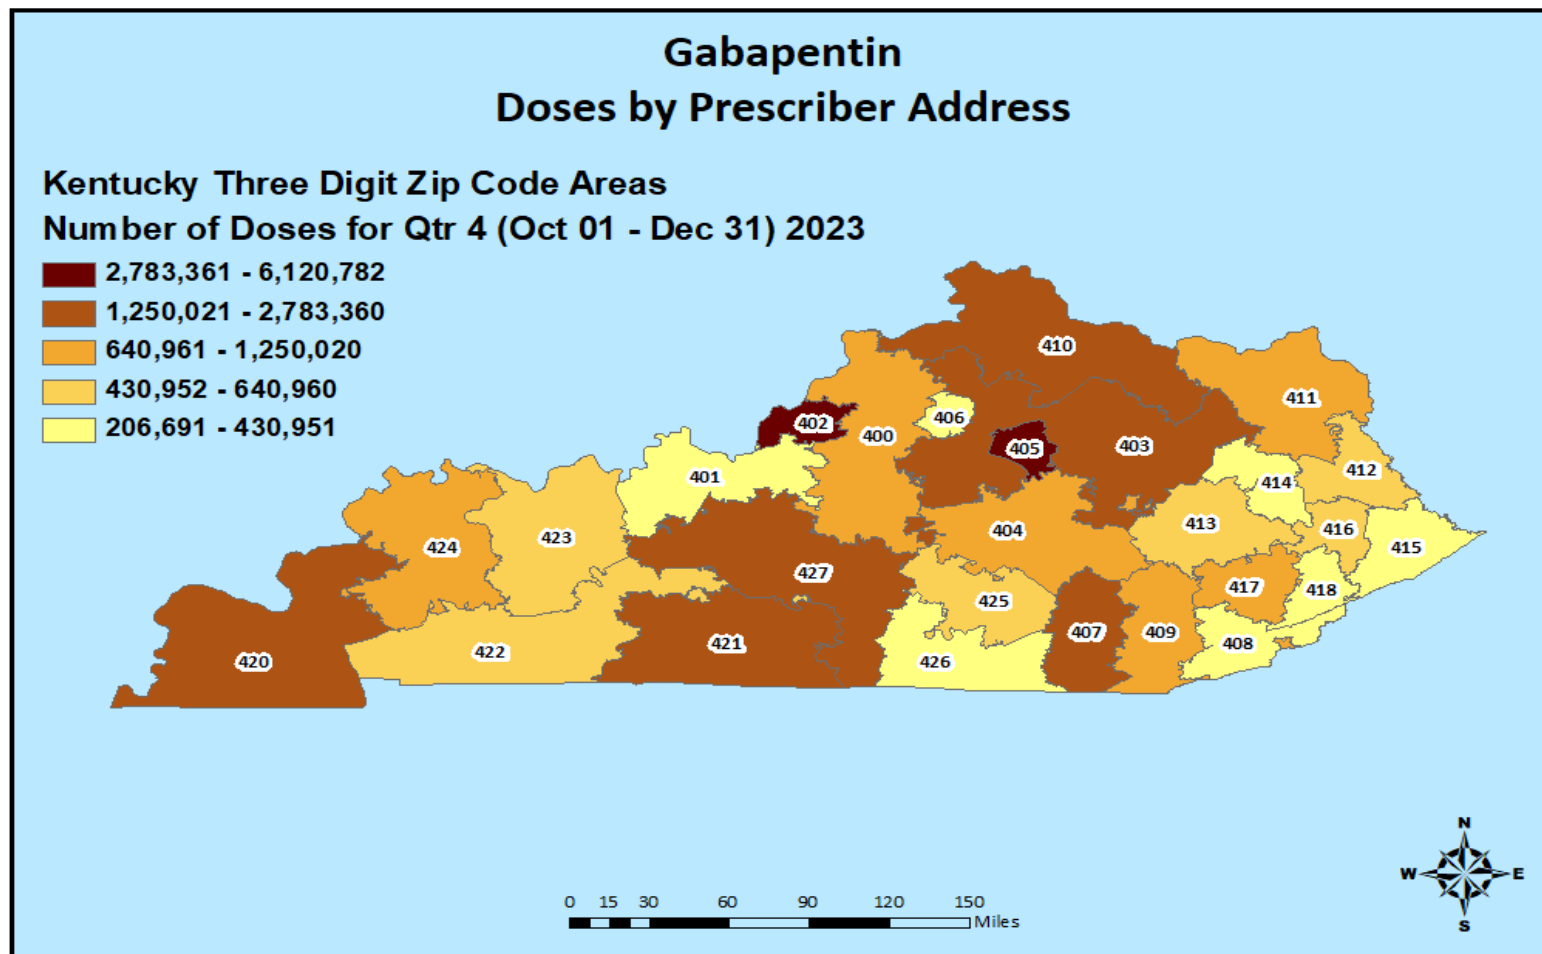 Gabapentin
Doses by Prescriber Address
Kentucky Three Digit Zip Code Areas
Number of Doses for Qtr 4 (Oct 01 - Dec 31) 2023
2,783,361 - 6,120,782
1,250,021 - 2,783,360
640,961 - 1,250,020
430,952 - 640,960
206,691 - 430,951
410
411
406
402
400
403
405
412
401
414
413
404
416
423
424
415
427
417
418
425
407
409
421
408
422
426
420
N
W E
S
0 15 30 60 90 120 150
Miles